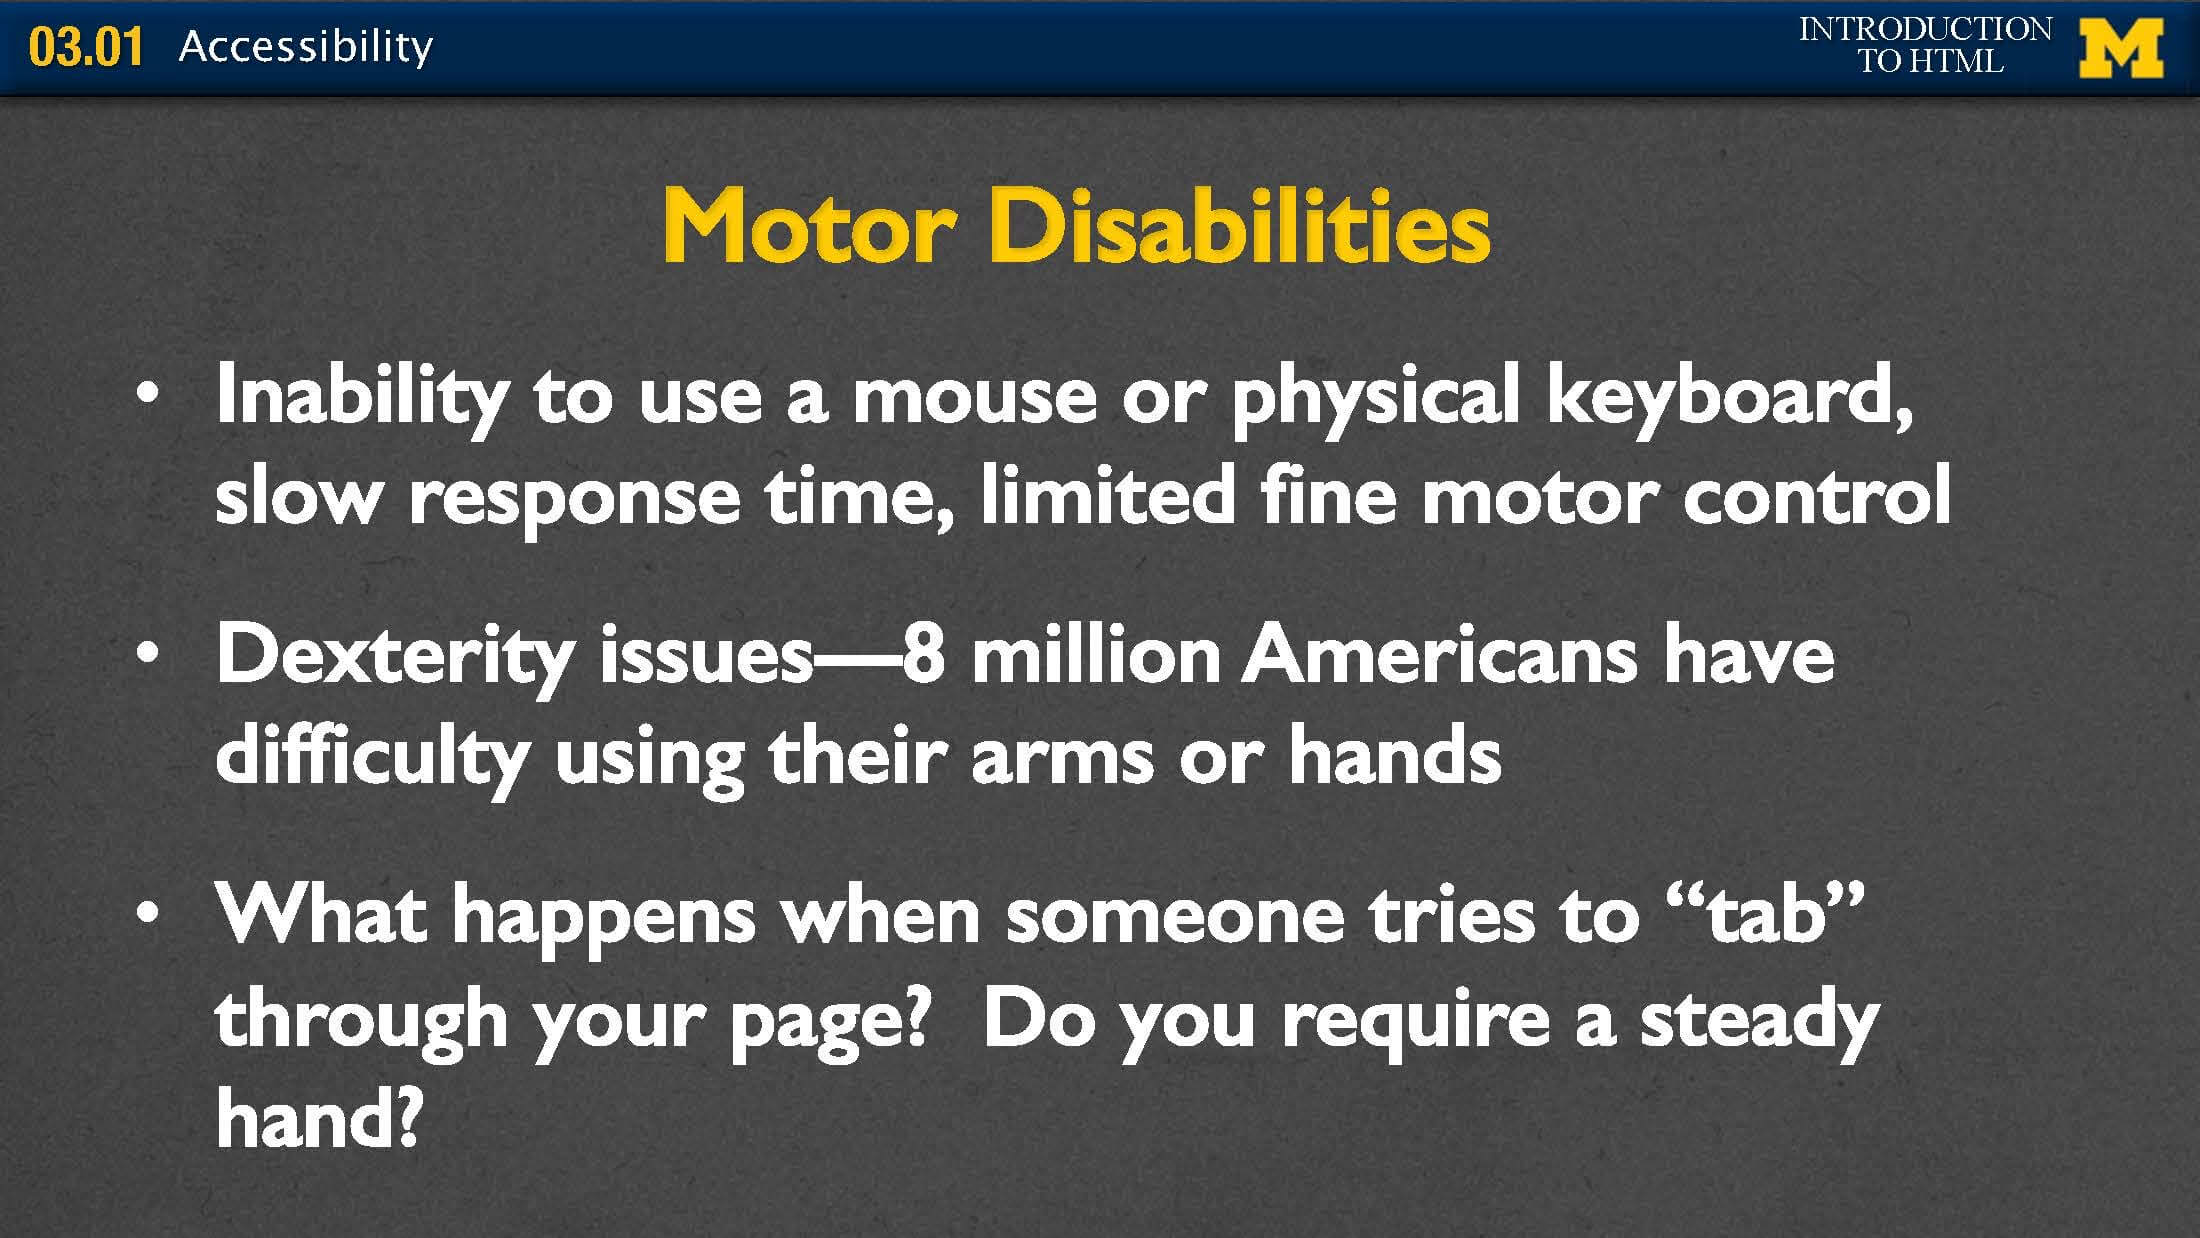 03.01 Accessibility
INTRODUCTION
TO HTML
M
Motor Disabilities
• Inability to use a mouse or physical keyboard,
slow response time, limited fine motor control
• Dexterity issues—8 million Americans have
difficulty using their arms or hands
• What happens when someone tries to “tab”
through your page?  Do you require a steady
hand?